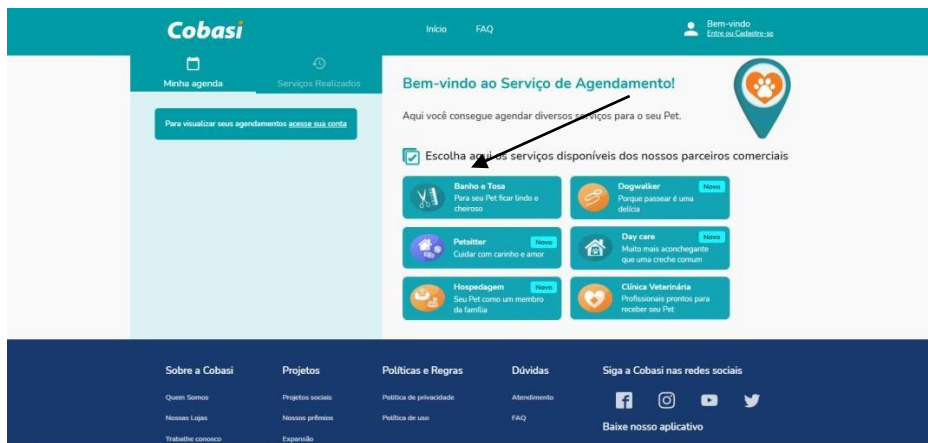 Cobasi
Início FAQ
Bem-vindo
Entre ou Cadastre-se
Minha agenda
Serviços Realizados
Para visualizar seus agendamentos acesse sua conta
Bem-vindo ao Serviço de Agendamento!
Aqui você consegue agendar diversos serviços para o seu Pet.
Escolha aqui os serviços disponíveis dos nossos parceiros comerciais
Banho e Tosa
Para seu Pet ficar lindo e
cheiroso
Dogwalker Novo
Porque passear é uma
delícia
Petsitter Novo
Cuidar com carinho e amor
Day care Novo
Muito mais aconchegante
que uma creche comum
Hospedagem Novo
Seu Pet como um membro
da família
Clínica Veterinária
Profissionais prontos para
receber seu Pet
Sobre a Cobasi
Quem Somos
Nossas Lojas
Trabalhe conosco
Projetos
Projetos sociais
Nossos prêmios
Expansão
Políticas e Regras
Política de privacidade
Política de uso
Dúvidas
Atendimento
FAQ
Siga a Cobasi nas redes sociais
Baixe nosso aplicativo